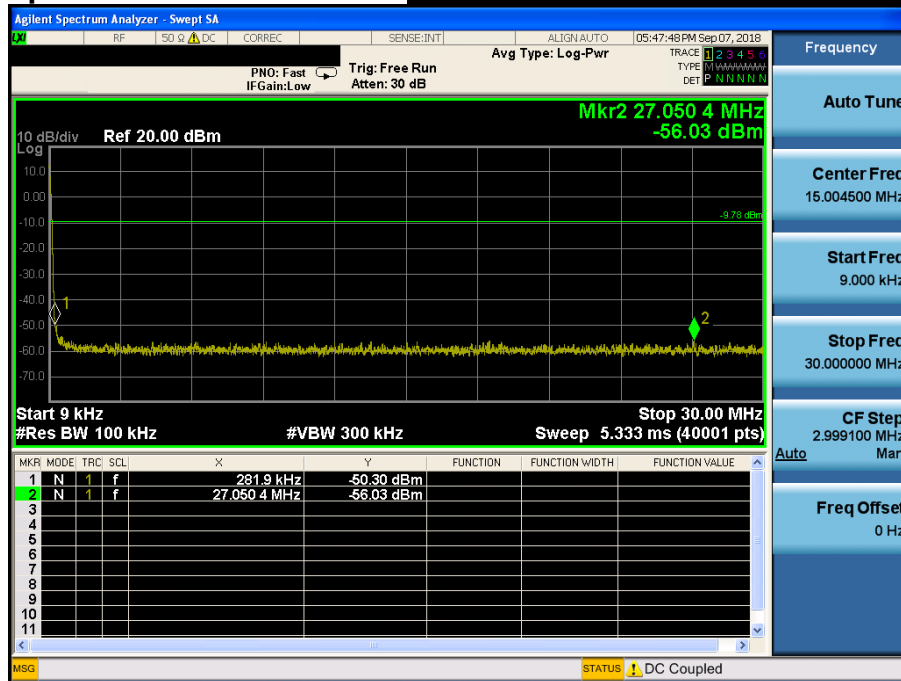 Agilent Spectrum Analyzer - Swept SA
LXI RF 50 Ω DC CORREC SENSE:INT ALIGN AUTO 05:47:48 PM Sep 07, 2018
Frequency
Avg Type: Log-Pwr
TRACE 1 2 3 4 5 6
PNO: Fast Trig: Free Run
TYPE M W W W W W
IFGain:Low Atten: 30 dB
DET P N N N N N
Auto Tune
Mkr2 27.050 4 MHz
-56.03 dBm
10 dB/div Ref 20.00 dBm
Log
10.0
0.00
-10.0
-20.0
-30.0
-40.0
-50.0
-60.0
-70.0
-9.78 dBm
1
2
Center Freq
15.004500 MHz
Start Freq
9.000 kHz
Stop Freq
30.000000 MHz
Start 9 kHz Stop 30.00 MHz
#Res BW 100 kHz #VBW 300 kHz Sweep 5.333 ms (40001 pts)
CF Step
2.999100 MHz
Auto Man
MKR MODE TRC SCL X Y FUNCTION FUNCTION WIDTH FUNCTION VALUE
1 N 1 f 281.9 kHz -50.30 dBm
2 N 1 f 27.050 4 MHz -56.03 dBm
3
4
5
6
7
8
9
10
11
Freq Offset
0 Hz
MSG STATUS DC Coupled